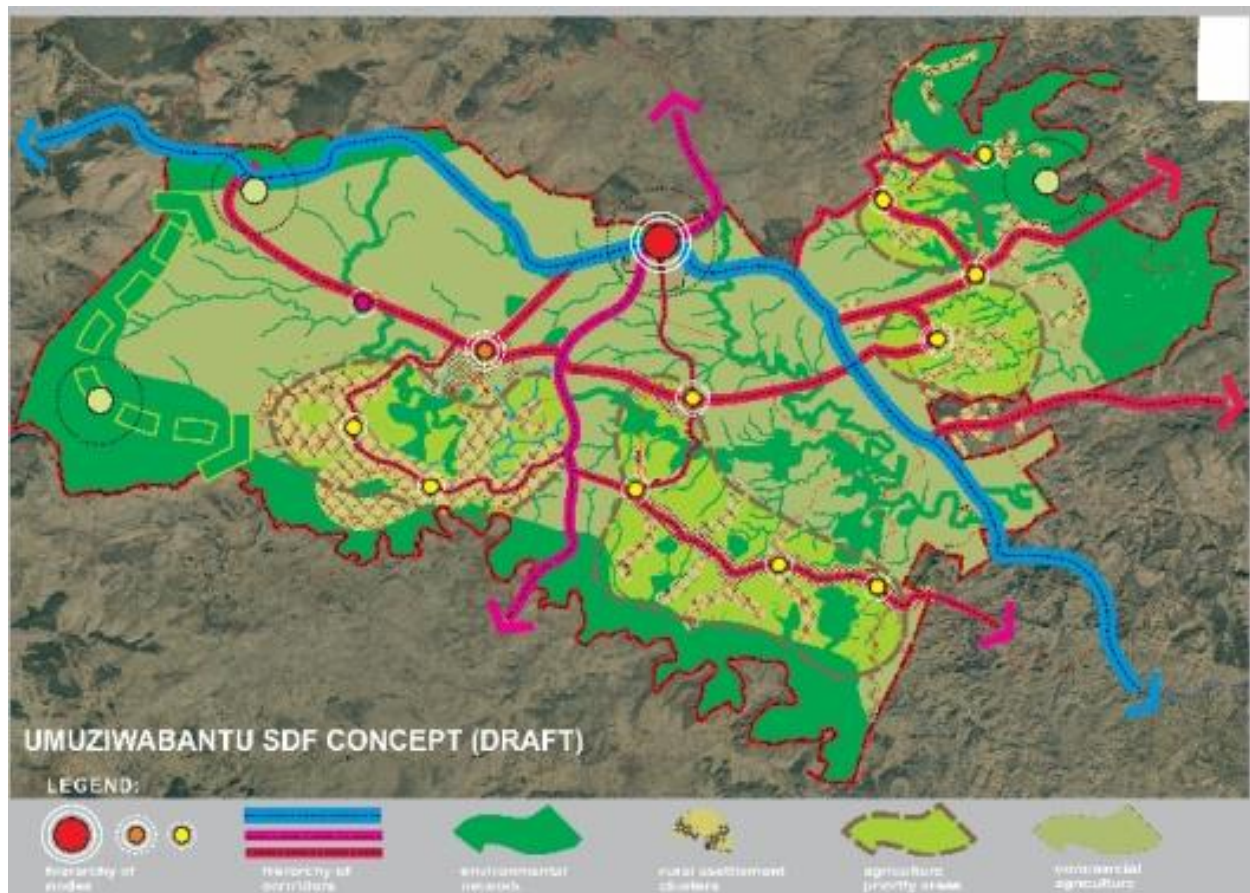 UMUZIWABANTU SDF CONCEPT (DRAFT)
LEGEND:
hierarchy of
nodes
hierarchy of
corridors
environmental
network
rural
clusters
agriculture
priority areas
commercial
agriculture